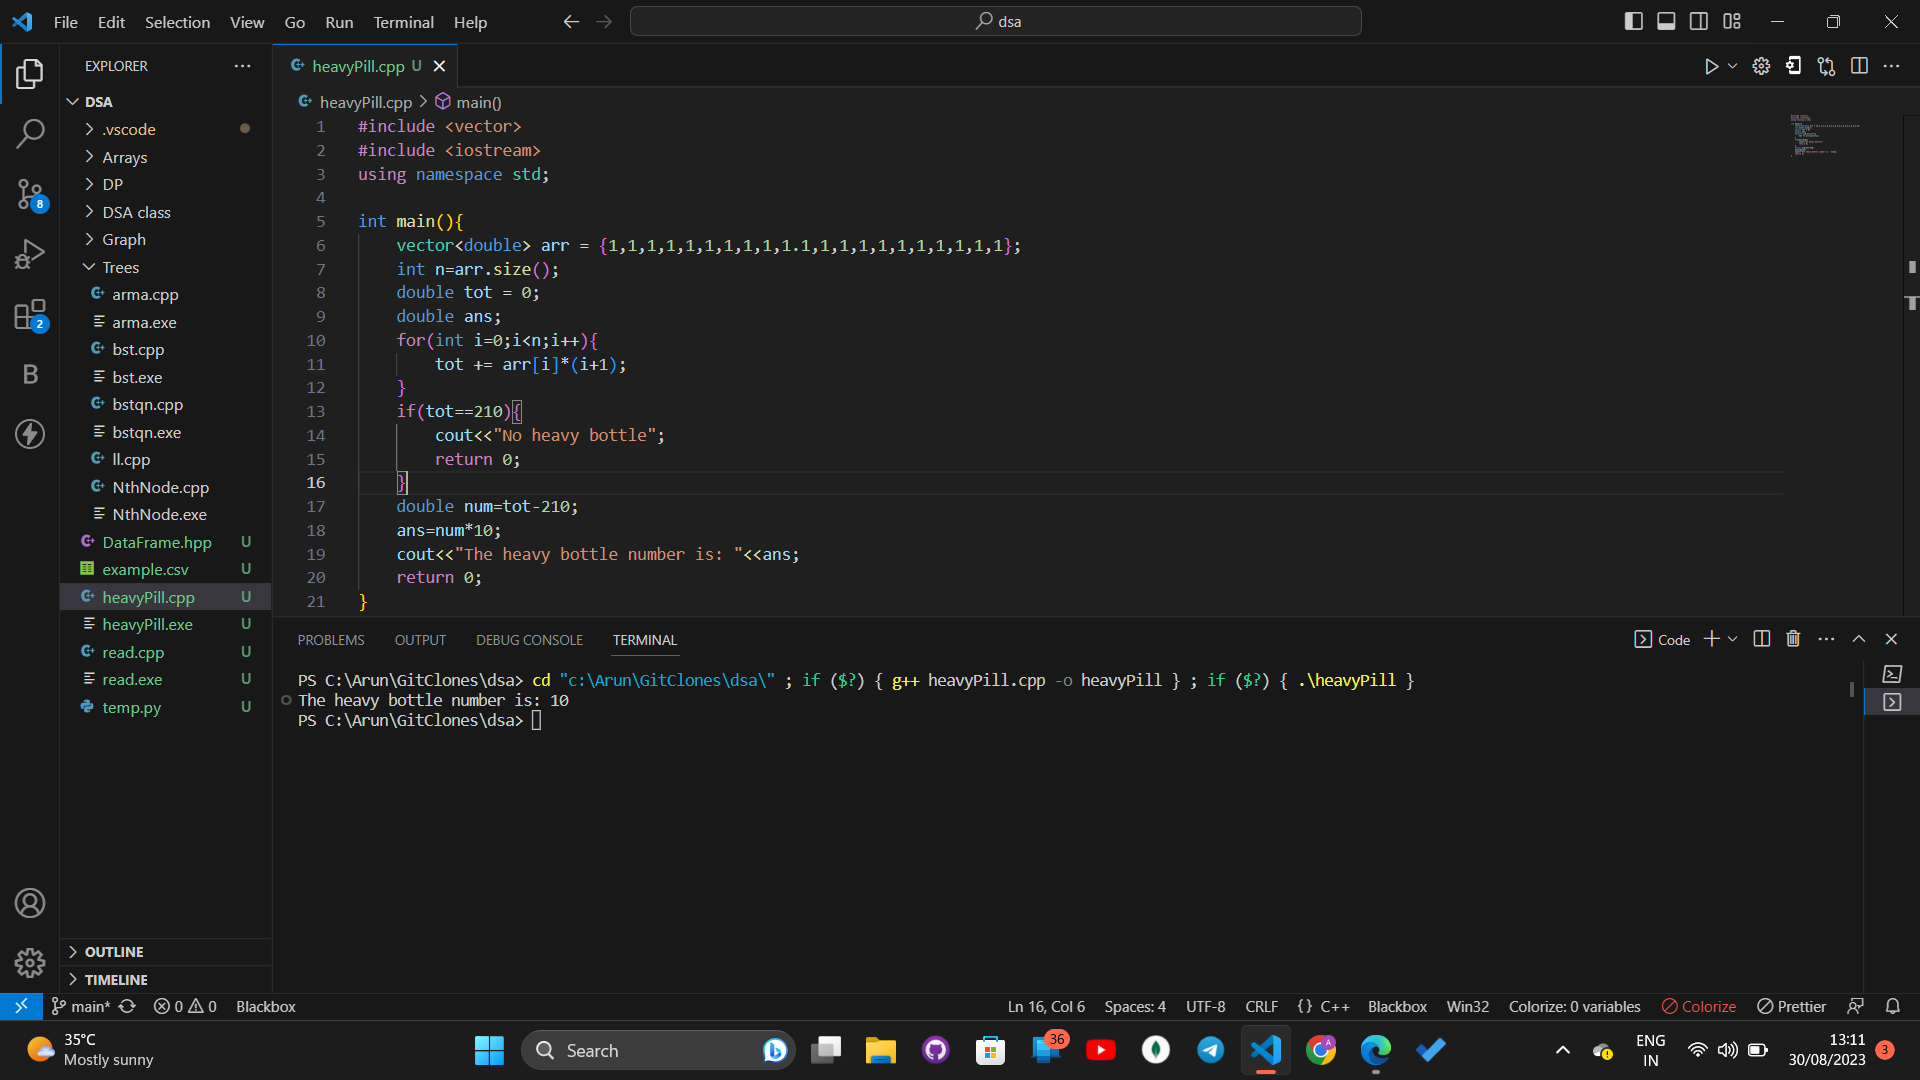 File Edit Selection View Go Run Terminal Help
dsa
EXPLORER
DSA
.vscode
Arrays
DP
DSA class
Graph
Trees
arma.cpp
arma.exe
bst.cpp
bst.exe
bstqn.cpp
bstqn.exe
ll.cpp
NthNode.cpp
NthNode.exe
DataFrame.hpp U
example.csv U
heavyPill.cpp U
heavyPill.exe U
read.cpp U
read.exe U
temp.py U
OUTLINE
TIMELINE
8
2
B
heavyPill.cpp U
heavyPill.cpp > main()
1 #include <vector>
2 #include <iostream>
3 using namespace std;
4
5 int main(){
6 vector<double> arr = {1,1,1,1,1,1,1,1,1,1.1,1,1,1,1,1,1,1,1,1,1};
7 int n=arr.size();
8 double tot = 0;
9 double ans;
10 for(int i=0;i<n;i++){
11 tot += arr[i]*(i+1);
12 }
13 if(tot==210){
14 cout<<"No heavy bottle";
15 return 0;
16 }
17 double num=tot-210;
18 ans=num*10;
19 cout<<"The heavy bottle number is: "<<ans;
20 return 0;
21 }
PROBLEMS OUTPUT DEBUG CONSOLE TERMINAL
Code
PS C:\Arun\GitClones\dsa> cd "c:\Arun\GitClones\dsa\" ; if ($?) { g++ heavyPill.cpp -o heavyPill } ; if ($?) { .\heavyPill }
The heavy bottle number is: 10
PS C:\Arun\GitClones\dsa>
main* 0 0 Blackbox
Ln 16, Col 6 Spaces: 4 UTF-8 CRLF {} C++ Blackbox Win32 Colorize: 0 variables Colorize Prettier
35°C
Mostly sunny
Search
36
A
ENG
IN
13:11
30/08/2023
3